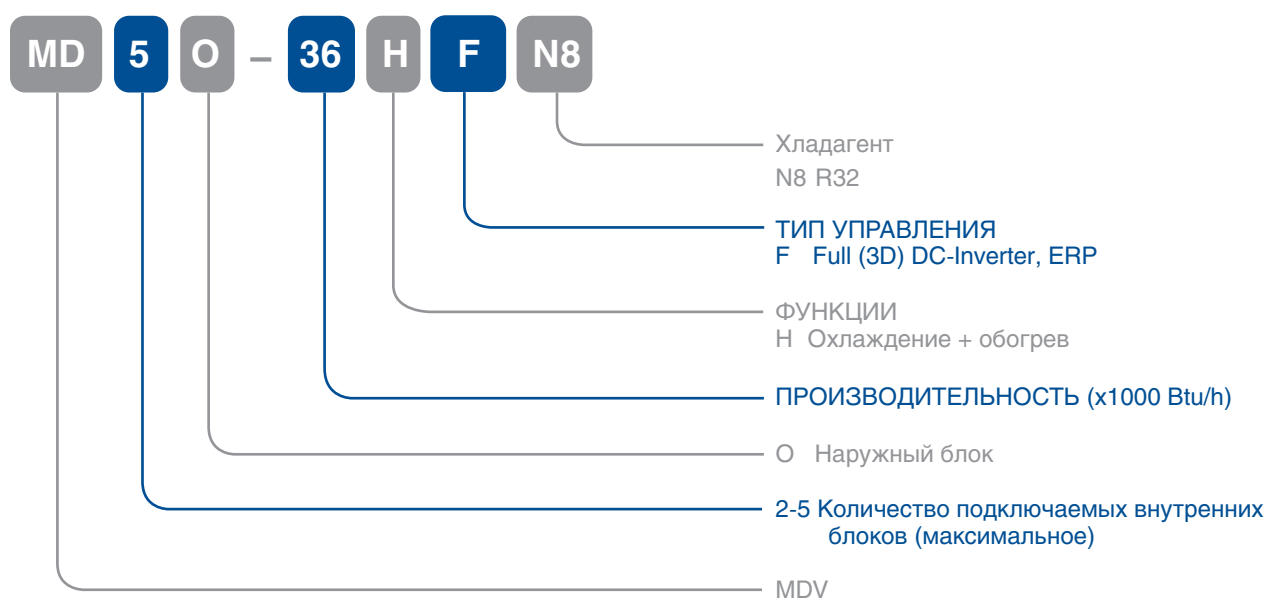 MD 5 O – 36 H F N8
Хладагент
N8 R32
ТИП УПРАВЛЕНИЯ
F Full (3D) DC-Inverter, ERP
ФУНКЦИИ
H Охлаждение + обогрев
ПРОИЗВОДИТЕЛЬНОСТЬ (x1000 Btu/h)
O Наружный блок
2-5 Количество подключаемых внутренних
блоков (максимальное)
MDV